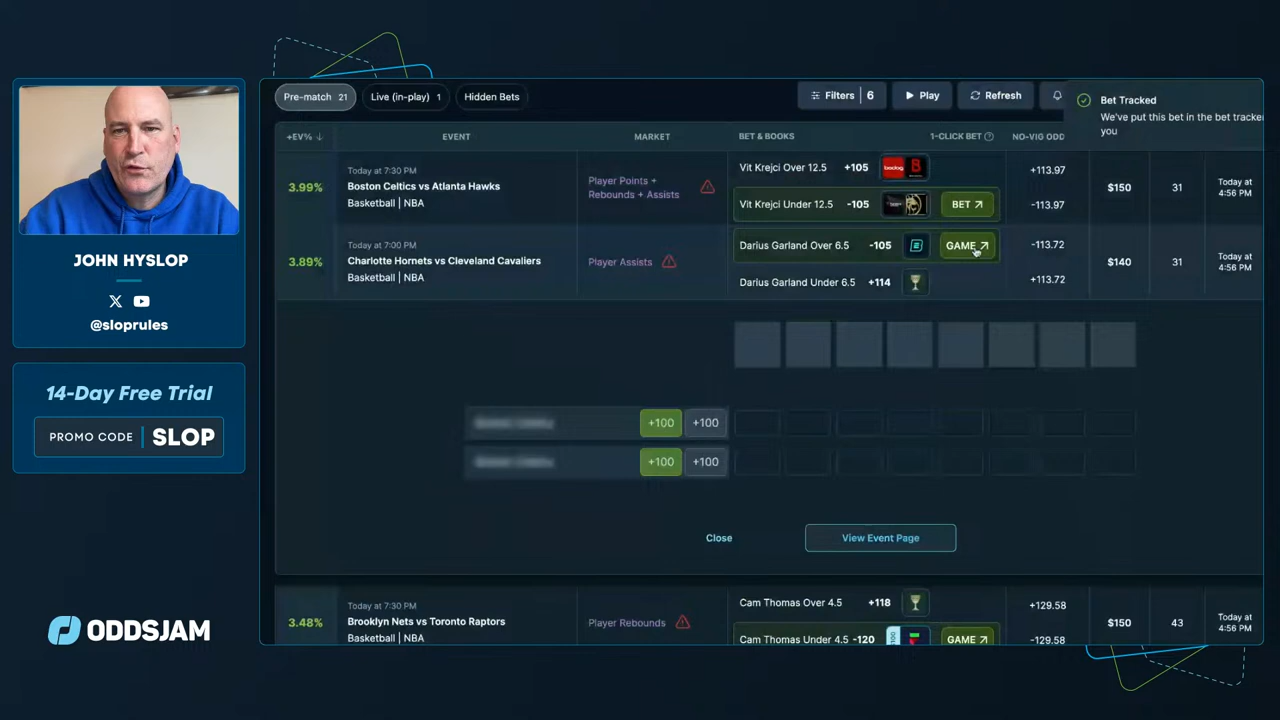 JOHN HYSLOP
@sloprules
14-Day Free Trial
PROMO CODE SLOP
ODDSJAM
Pre-match 21 Live (in-play) 1 Hidden Bets Filters 6 Play Refresh
Bet Tracked
We've put this bet in the bet tracke
you
+EV% EVENT MARKET BET & BOOKS 1-CLICK BET NO-VIG ODD
3.99%
Today at 7:30 PM
Boston Celtics vs Atlanta Hawks
Basketball | NBA
Player Points +
Rebounds + Assists
Vit Krejci Over 12.5 +105 bodog B
Vit Krejci Under 12.5 -105 BET
+113.97
-113.97
$150
31
Today at
4:56 PM
3.89%
Today at 7:00 PM
Charlotte Hornets vs Cleveland Cavaliers
Basketball | NBA
Player Assists
Darius Garland Over 6.5 -105 GAME
Darius Garland Under 6.5 +114
-113.72
+113.72
$140
31
Today at
4:56 PM
+100 +100
+100 +100
Close View Event Page
3.48%
Today at 7:30 PM
Brooklyn Nets vs Toronto Raptors
Basketball | NBA
Player Rebounds
Cam Thomas Over 4.5 +118
Cam Thomas Under 4.5 -120 GAME
+129.58
-129.58
$150
43
Today at
4:56 PM